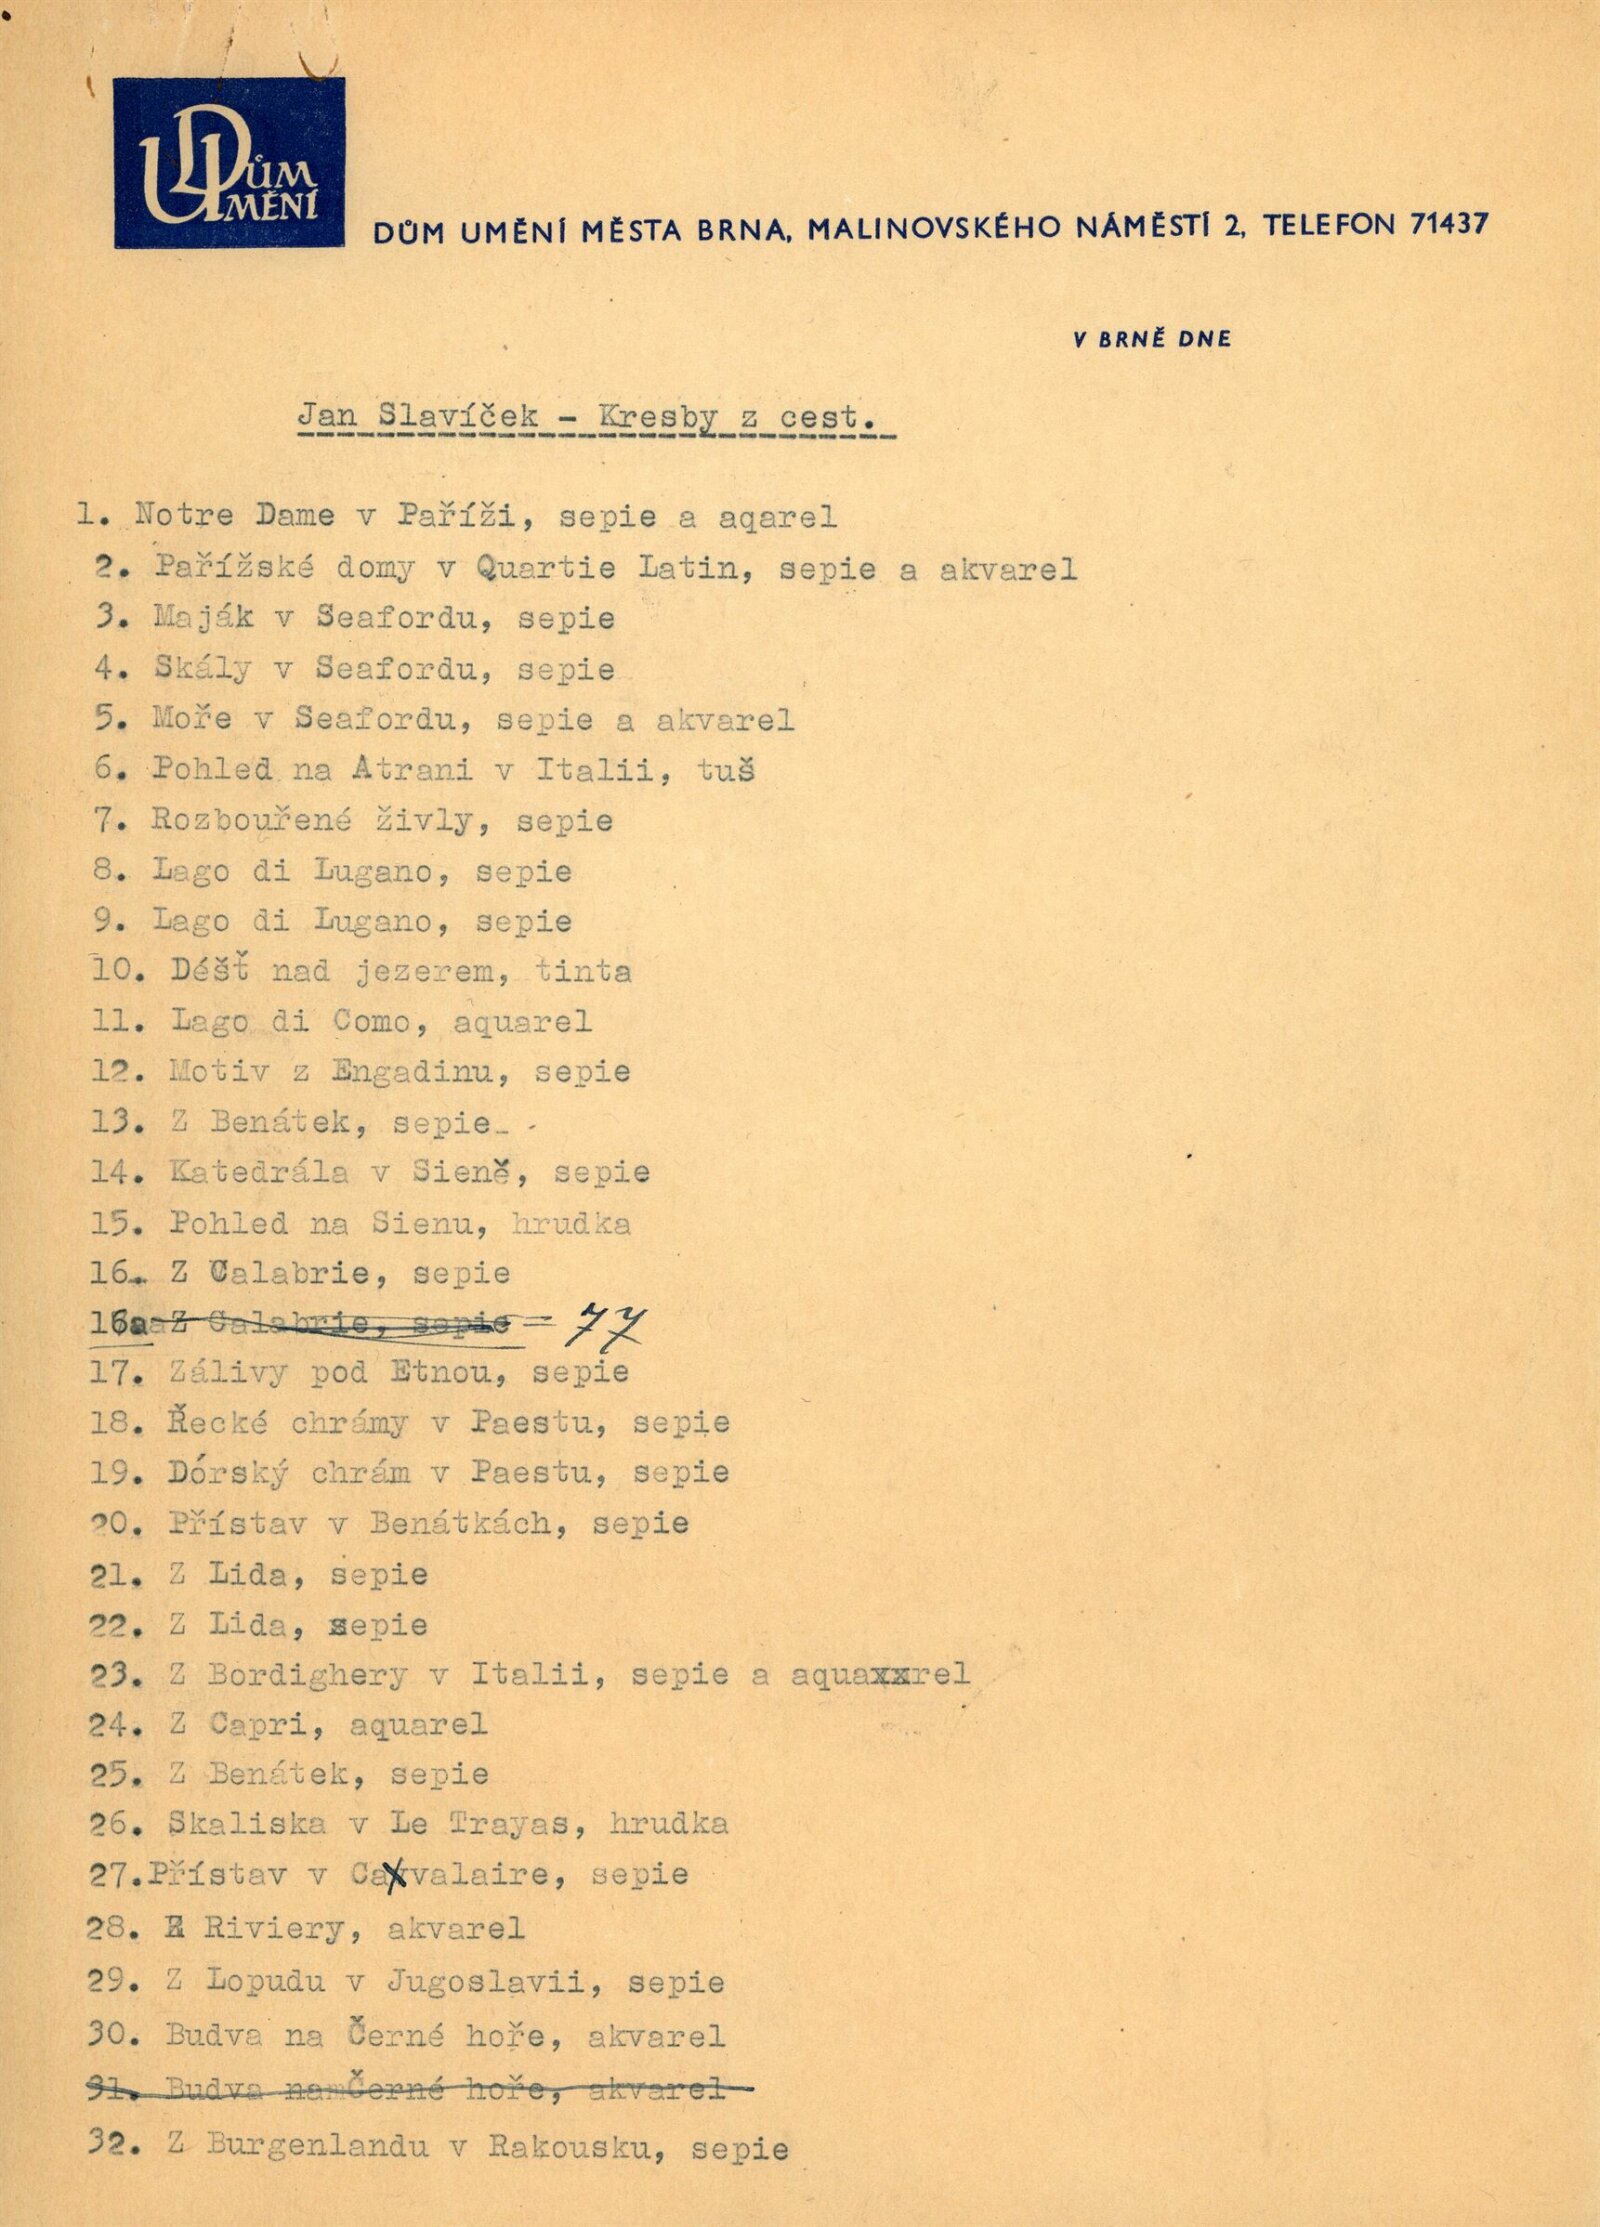 DŮM
UMĚNÍ
DŮM UMĚNÍ MĚSTA BRNA, MALINOVSKÉHO NÁMĚSTÍ 2, TELEFON 71437
V BRNĚ DNE
Jan Slavíček - Kresby z cest.
1. Notre Dame v Paříži, sepie a aqarel
2. Pařížské domy v Quartie Latin, sepie a akvarel
3. Maják v Seafordu, sepie
4. Skály v Seafordu, sepie
5. Moře v Seafordu, sepie a akvarel
6. Pohled na Atrani v Italii, tuš
7. Rozbouřené živly, sepie
8. Lago di Lugano, sepie
9. Lago di Lugano, sepie
10. Déšť nad jezerem, tinta
11. Lago di Como, aquarel
12. Motiv z Engadinu, sepie
13. Z Benátek, sepie
14. Katedrála v Sieně, sepie
15. Pohled na Sienu, hrudka
16. Z Calabrie, sepie
16a Z Calabrie, sepie = 77
17. Zálivy pod Etnou, sepie
18. Řecké chrámy v Paestu, sepie
19. Dórský chrám v Paestu, sepie
20. Přístav v Benátkách, sepie
21. Z Lida, sepie
22. Z Lida, sepie
23. Z Bordighery v Italii, sepie a aquaxxrel
24. Z Capri, aquarel
25. Z Benátek, sepie
26. Skaliska v Le Trayas, hrudka
27.Přístav v Cavalaire, sepie
28. Z Riviery, akvarel
29. Z Lopudu v Jugoslavii, sepie
30. Budva na Černé hoře, akvarel
31. Budva na Černé hoře, akvarel
32. Z Burgenlandu v Rakousku, sepie